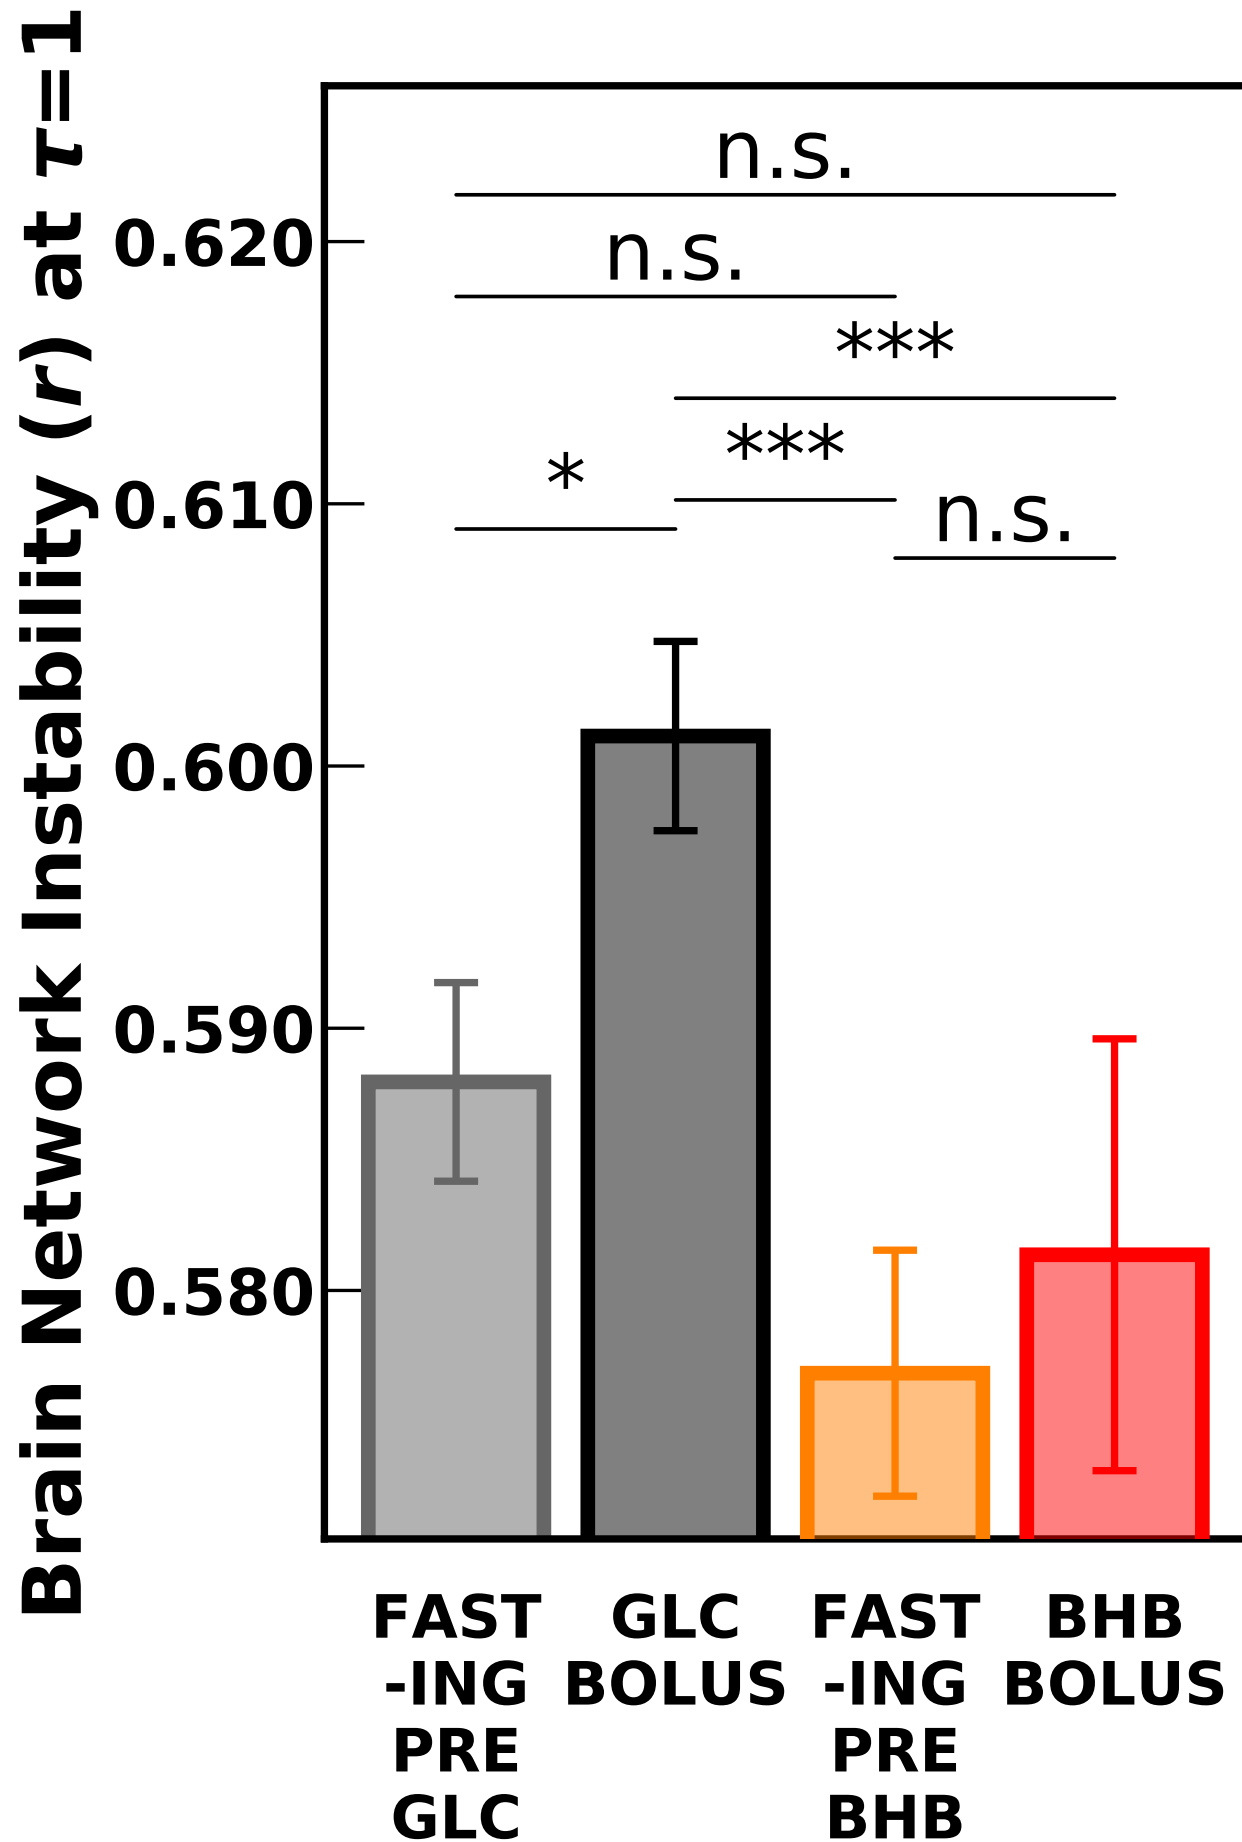 Brain Network Instability (r) at τ=1
0.620
0.610
0.600
0.590
0.580
n.s.
n.s.
***
***
*
n.s.
FAST
-ING
PRE
GLC
GLC
BOLUS
FAST
-ING
PRE
BHB
BHB
BOLUS